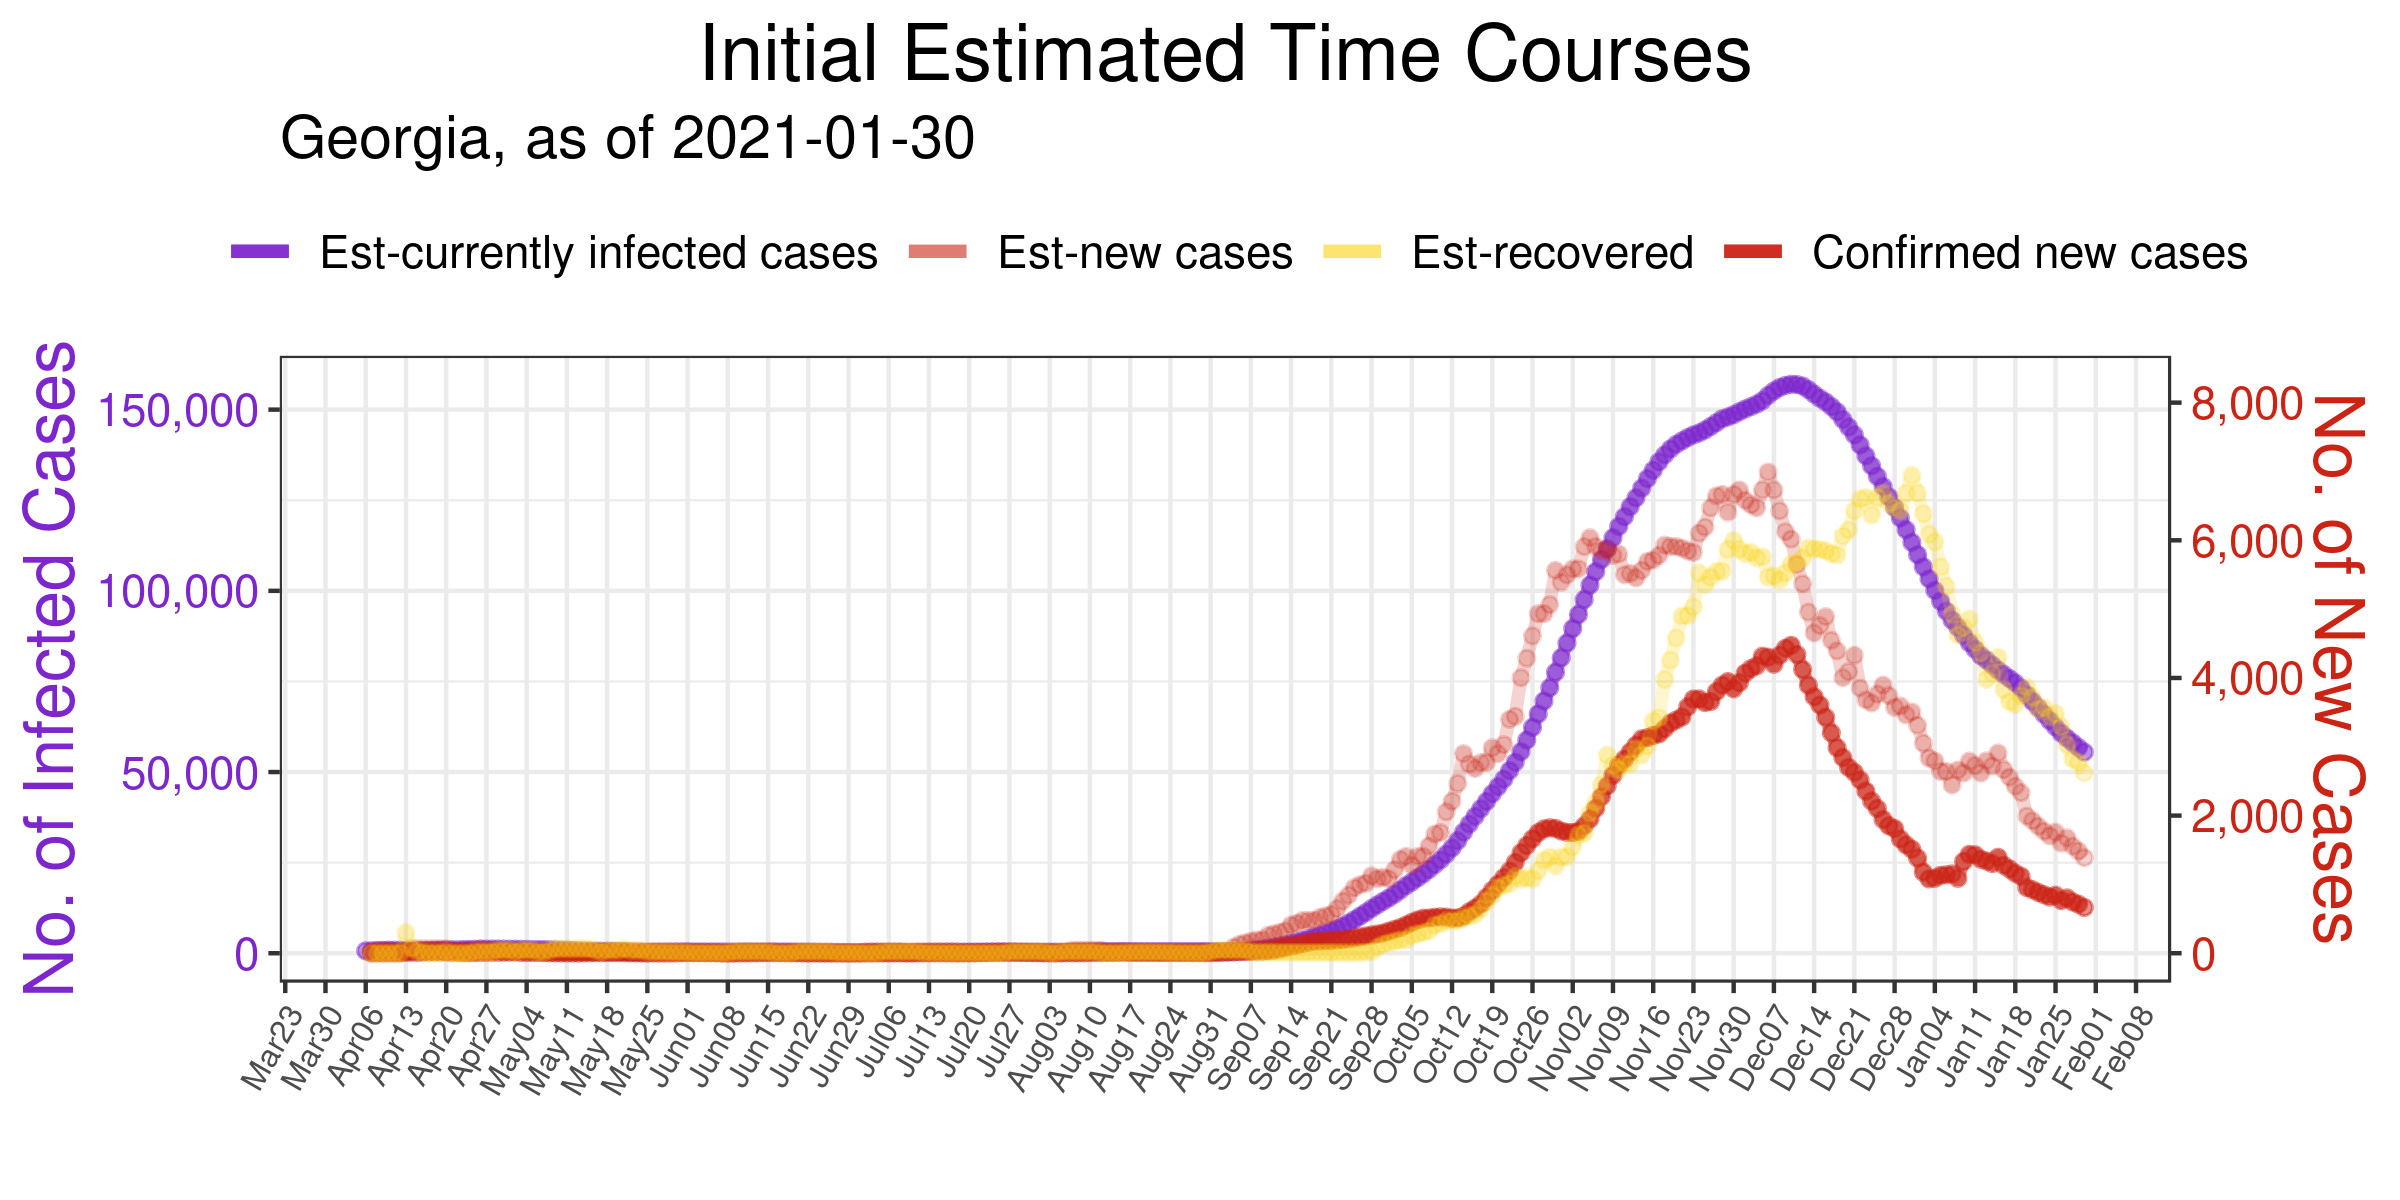 Initial Estimated Time Courses
Georgia, as of 2021-01-30
Est-currently infected cases Est-new cases Est-recovered Confirmed new cases
No. of Infected Cases
150,000
100,000
50,000
0
8,000
6,000
4,000
2,000
0
No. of New Cases
Mar23 Mar30 Apr06 Apr13 Apr20 Apr27 May04 May11 May18 May25 Jun01 Jun08 Jun15 Jun22 Jun29 Jul06 Jul13 Jul20 Jul27 Aug03 Aug10 Aug17 Aug24 Aug31 Sep07 Sep14 Sep21 Sep28 Oct05 Oct12 Oct19 Oct26 Nov02 Nov09 Nov16 Nov23 Nov30 Dec07 Dec14 Dec21 Dec28 Jan04 Jan11 Jan18 Jan25 Feb01 Feb08